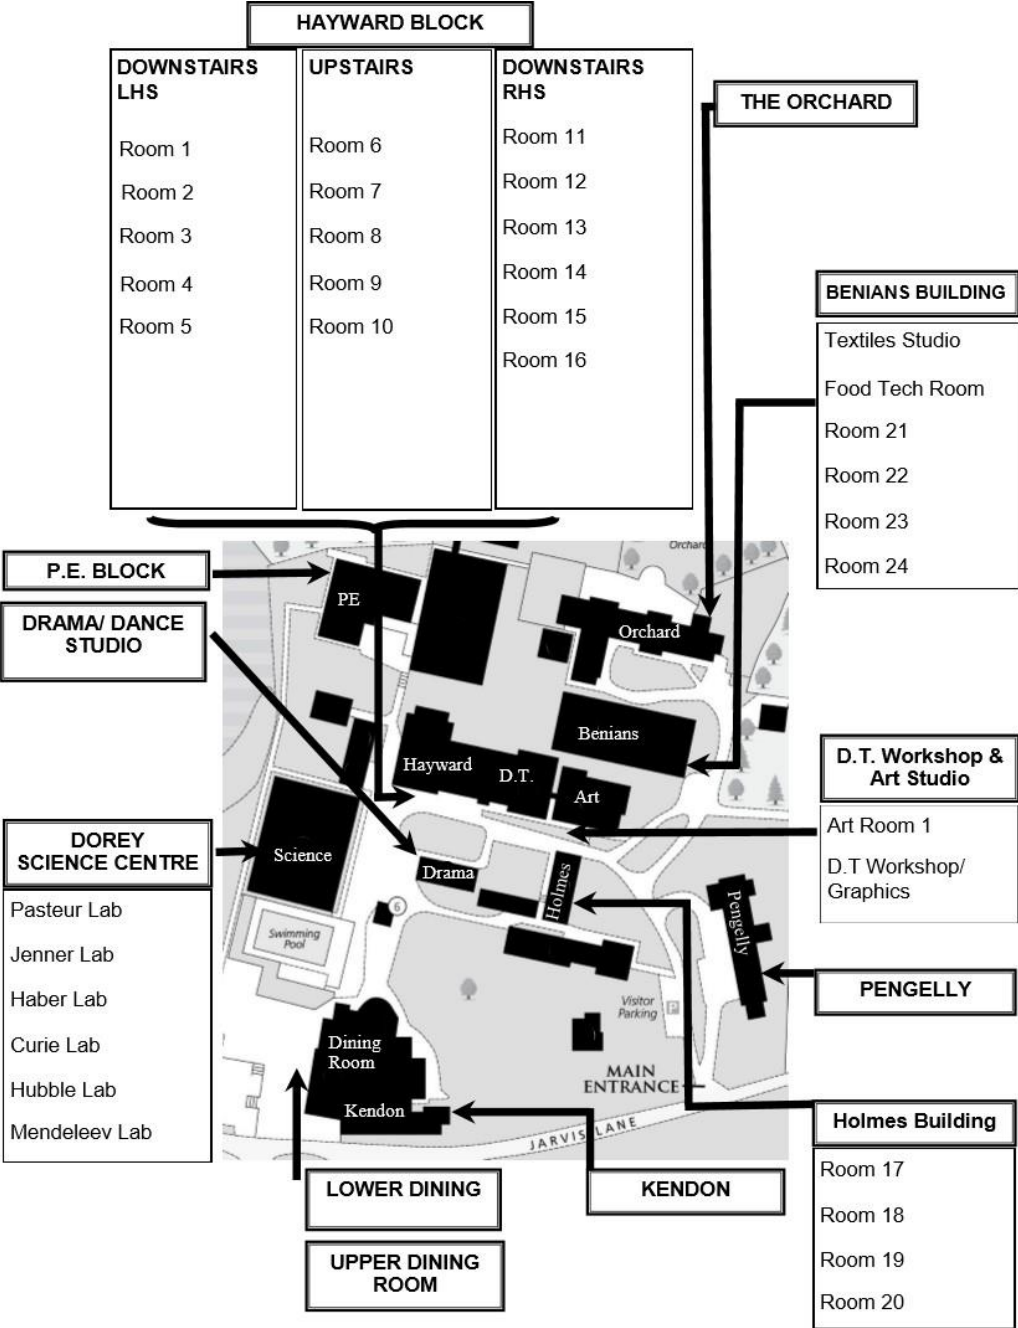 HAYWARD BLOCK
DOWNSTAIRS
LHS
Room 1
Room 2
Room 3
Room 4
Room 5
UPSTAIRS
Room 6
Room 7
Room 8
Room 9
Room 10
DOWNSTAIRS
RHS
Room 11
Room 12
Room 13
Room 14
Room 15
Room 16
THE ORCHARD
BENIANS BUILDING
Textiles Studio
Food Tech Room
Room 21
Room 22
Room 23
Room 24
P.E. BLOCK
DRAMA/ DANCE
STUDIO
DOREY
SCIENCE CENTRE
Pasteur Lab
Jenner Lab
Haber Lab
Curie Lab
Hubble Lab
Mendeleev Lab
Orchard
PE
Orchard
Benians
Hayward
D.T.
Art
Science
Drama
Holmes
Pengelly
6
Swimming
Pool
Visitor
Parking
P
Dining
Room
Kendon
MAIN
ENTRANCE
JARVIS LANE
D.T. Workshop &
Art Studio
Art Room 1
D.T Workshop/
Graphics
PENGELLY
Holmes Building
Room 17
Room 18
Room 19
Room 20
LOWER DINING
UPPER DINING
ROOM
KENDON